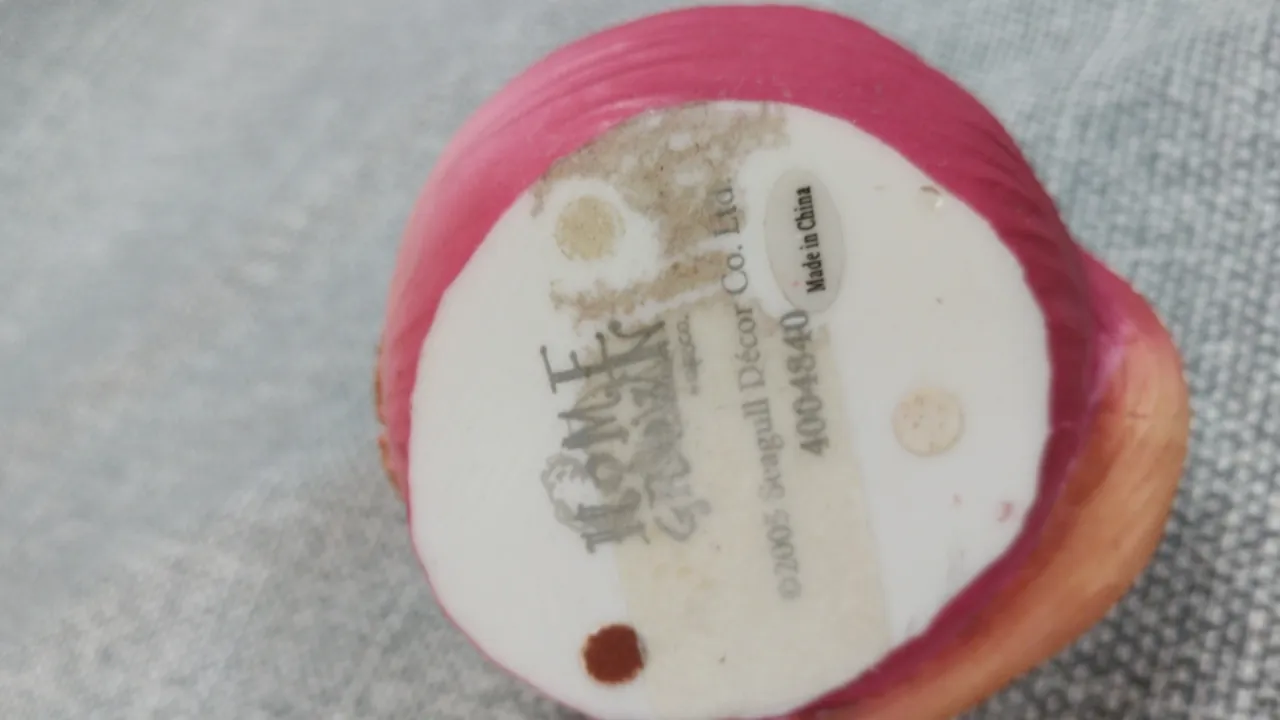 HOME
GROWN
©2005 Seagull Décor Co. Ltd.
4004840
Made in China